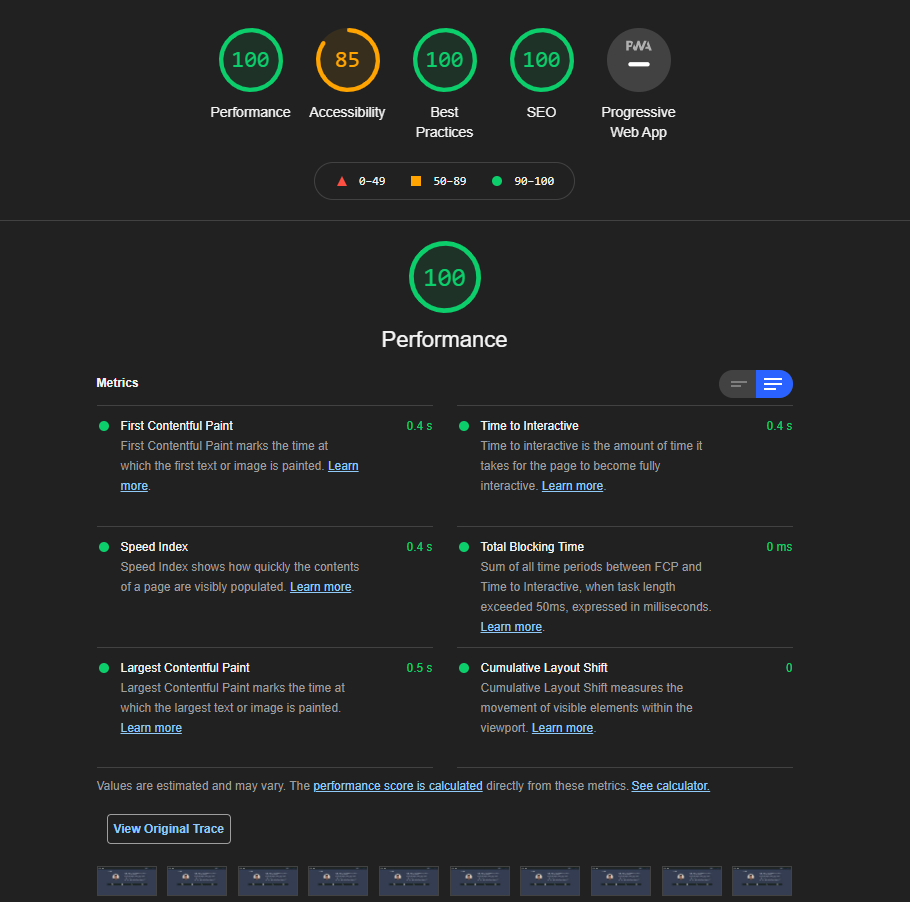 100 85 100 100 PWA
Performance Accessibility Best Practices SEO Progressive Web App
0–49 50–89 90–100
100
Performance
Metrics
First Contentful Paint 0.4 s
First Contentful Paint marks the time at
which the first text or image is painted. Learn
more.
Time to Interactive 0.4 s
Time to interactive is the amount of time it
takes for the page to become fully
interactive. Learn more.
Speed Index 0.4 s
Speed Index shows how quickly the contents
of a page are visibly populated. Learn more.
Total Blocking Time 0 ms
Sum of all time periods between FCP and
Time to Interactive, when task length
exceeded 50ms, expressed in milliseconds.
Learn more.
Largest Contentful Paint 0.5 s
Largest Contentful Paint marks the time at
which the largest text or image is painted.
Learn more
Cumulative Layout Shift 0
Cumulative Layout Shift measures the
movement of visible elements within the
viewport. Learn more.
Values are estimated and may vary. The performance score is calculated directly from these metrics. See calculator.
View Original Trace